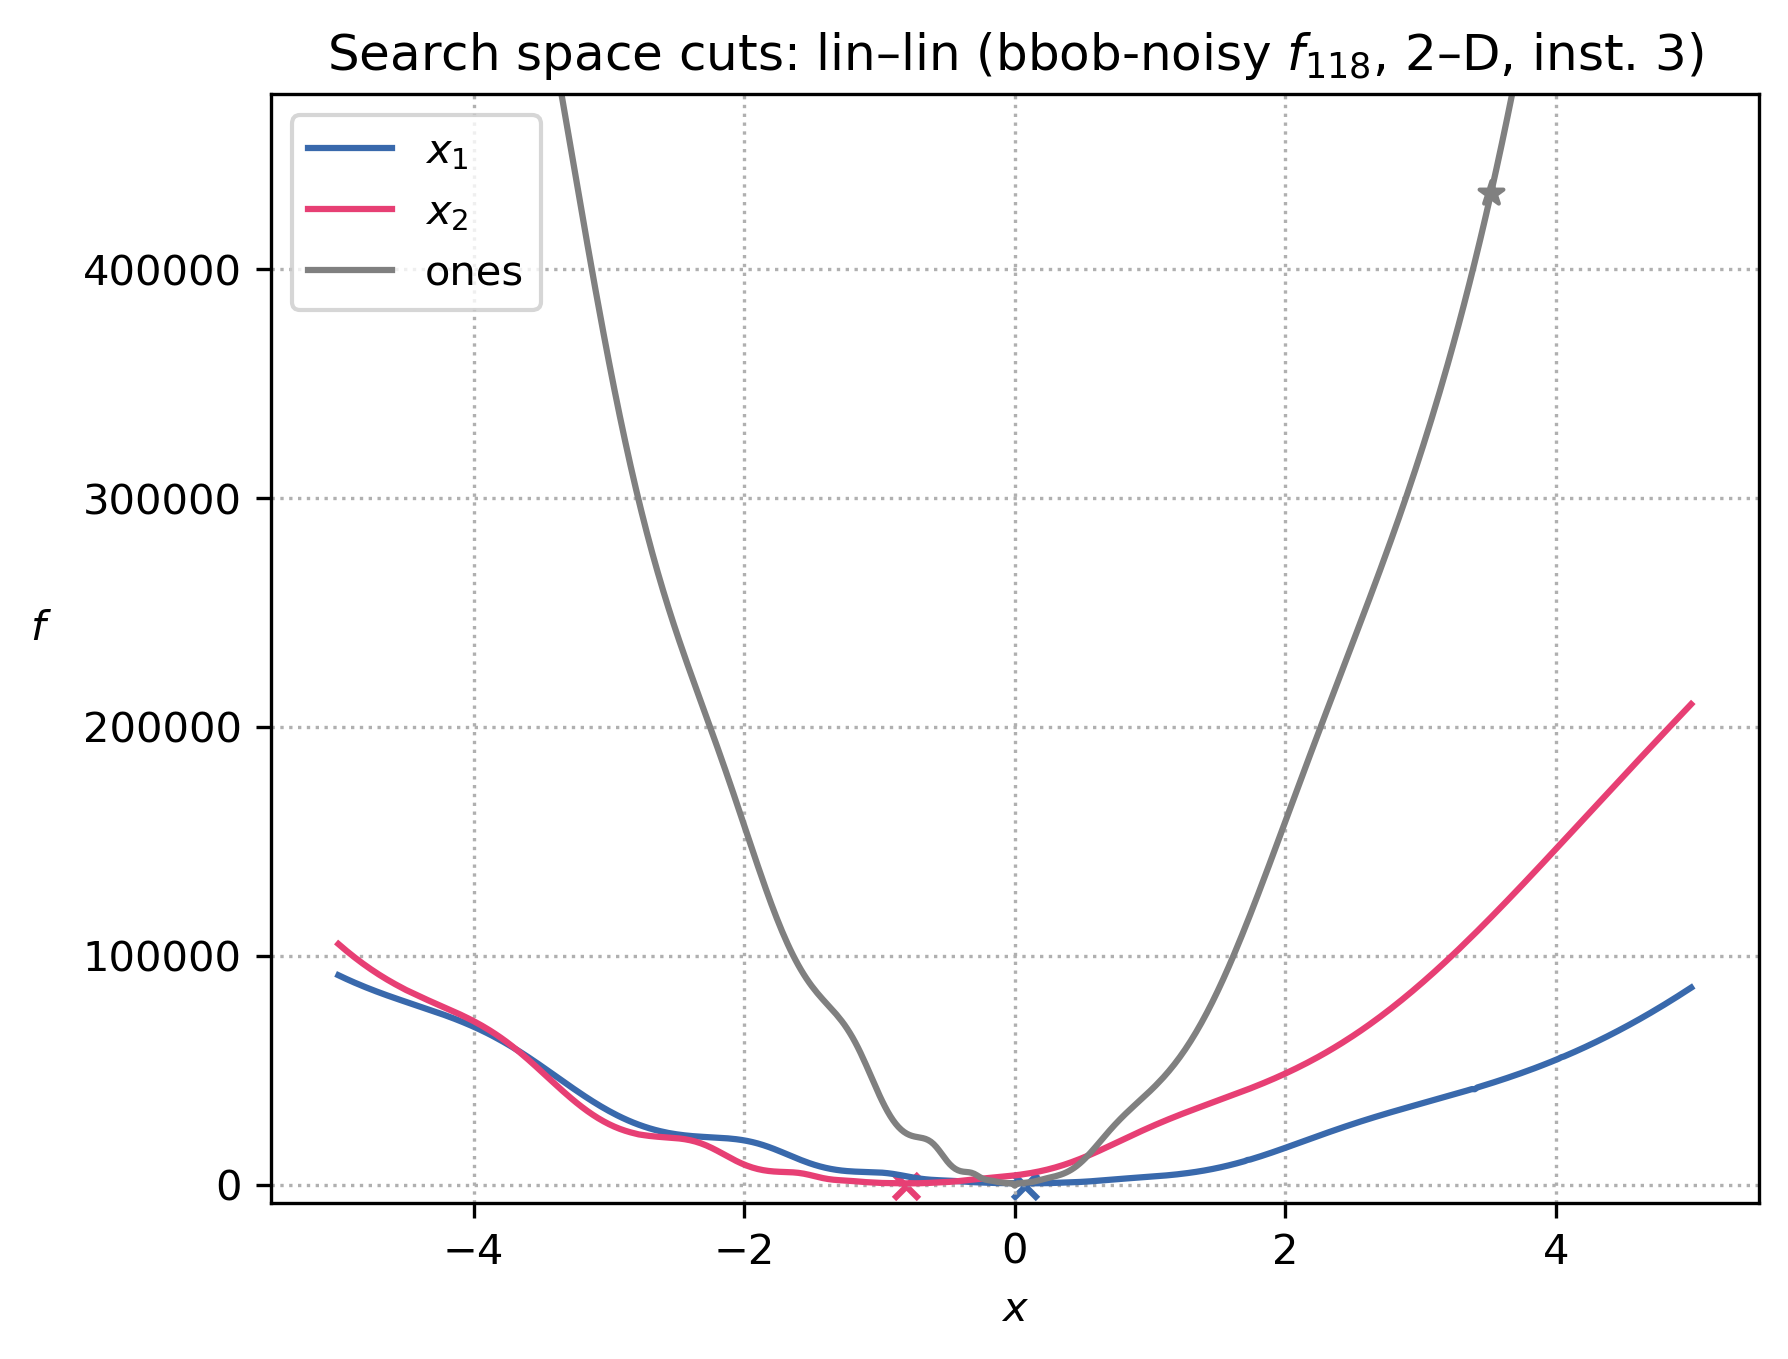 Search space cuts: lin–lin (bbob-noisy f₁₁₈, 2–D, inst. 3)
x₁
x₂
ones
400000
300000
200000
100000
0
f
−4 −2 0 2 4
x